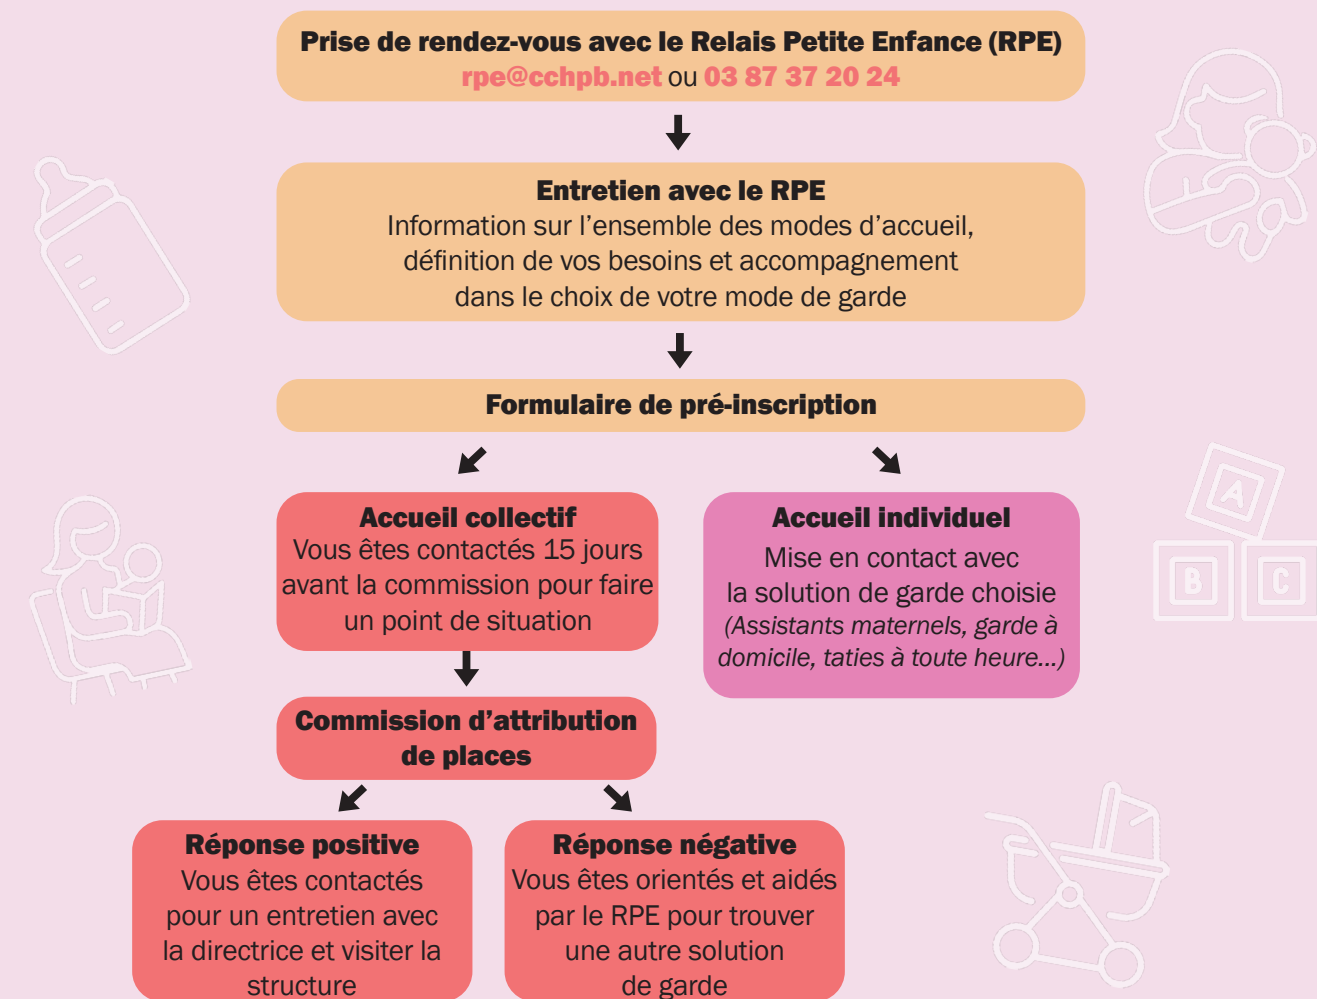 Prise de rendez-vous avec le Relais Petite Enfance (RPE)
rpe@cchpb.net ou 03 87 37 20 24
Entretien avec le RPE
Information sur l’ensemble des modes d’accueil,
définition de vos besoins et accompagnement
dans le choix de votre mode de garde
Formulaire de pré-inscription
Accueil collectif
Vous êtes contactés 15 jours
avant la commission pour faire
un point de situation
Accueil individuel
Mise en contact avec
la solution de garde choisie
(Assistants maternels, garde à
domicile, taties à toute heure...)
A
B C
Commission d’attribution
de places
Réponse positive
Vous êtes contactés
pour un entretien avec
la directrice et visiter la
structure
Réponse négative
Vous êtes orientés et aidés
par le RPE pour trouver
une autre solution
de garde